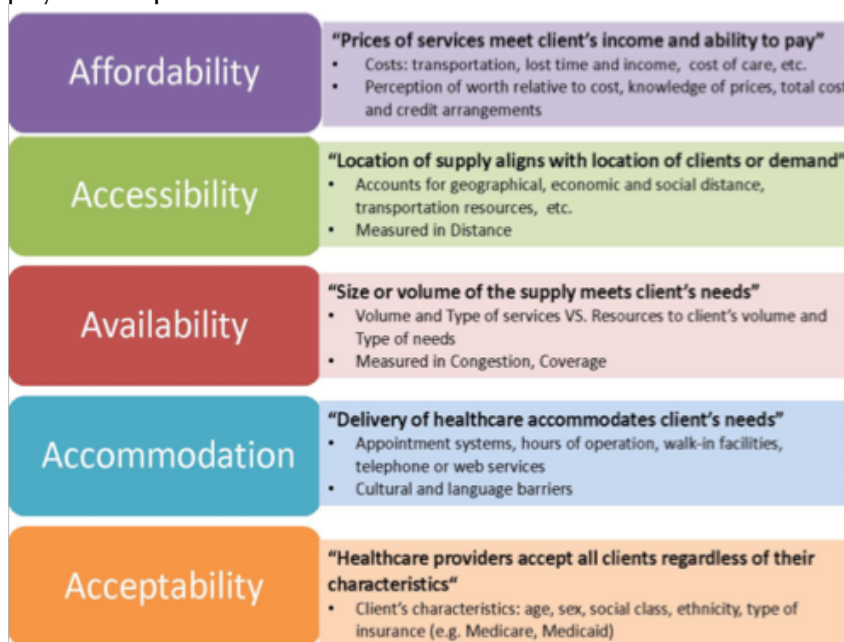 Affordability
“Prices of services meet client’s income and ability to pay”
• Costs: transportation, lost time and income, cost of care, etc.
• Perception of worth relative to cost, knowledge of prices, total cost
and credit arrangements
Accessibility
“Location of supply aligns with location of clients or demand”
• Accounts for geographical, economic and social distance,
transportation resources, etc.
• Measured in Distance
Availability
“Size or volume of the supply meets client’s needs”
• Volume and Type of services VS. Resources to client’s volume and
Type of needs
• Measured in Congestion, Coverage
Accommodation
“Delivery of healthcare accommodates client’s needs”
• Appointment systems, hours of operation, walk-in facilities,
telephone or web services
• Cultural and language barriers
Acceptability
“Healthcare providers accept all clients regardless of their
characteristics“
• Client’s characteristics: age, sex, social class, ethnicity, type of
insurance (e.g. Medicare, Medicaid)